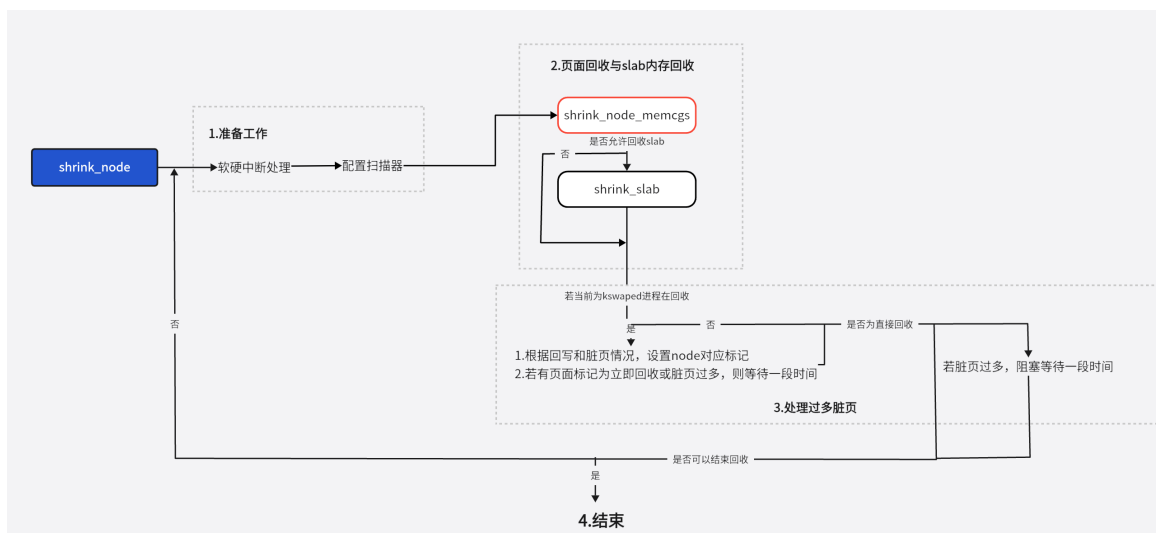 shrink_node
1.准备工作
软硬中断处理
配置扫描器
2.页面回收与slab内存回收
shrink_node_memcgs
是否允许回收slab
否
shrink_slab
若当前为kswaped进程在回收
是
否
是否为直接回收
1.根据回写和脏页情况，设置node对应标记
2.若有页面标记为立即回收或脏页过多，则等待一段时间
若脏页过多，阻塞等待一段时间
3.处理过多脏页
否
是否可以结束回收
是
4.结束